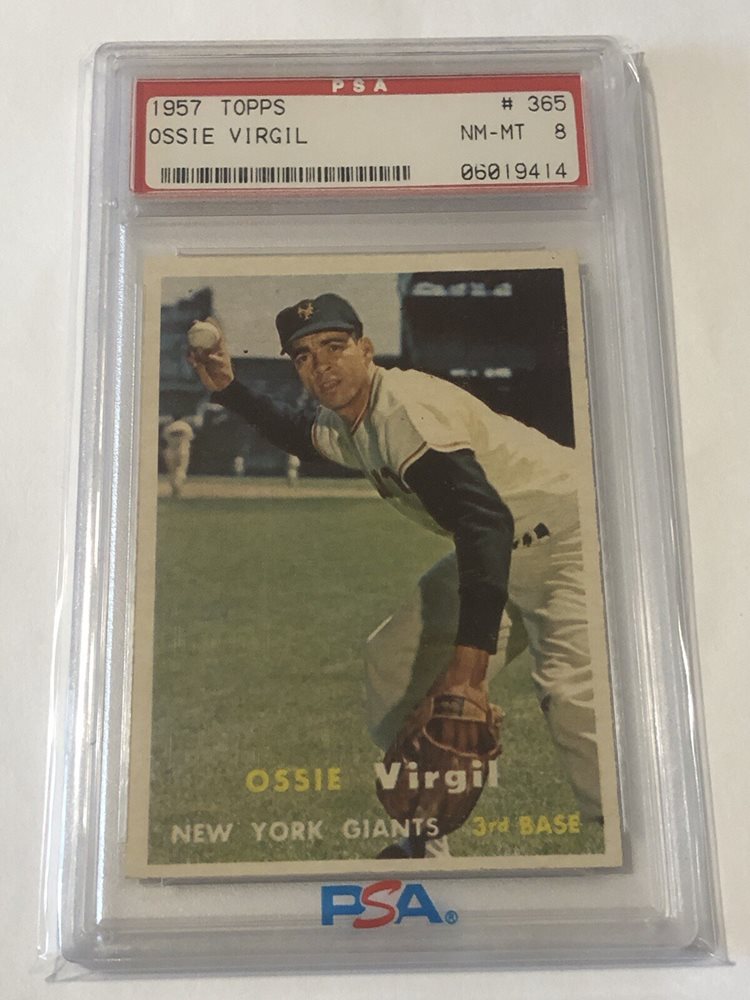 PSA
1957 TOPPS # 365
OSSIE VIRGIL NM-MT 8
06019414
OSSIE Virgil
NEW YORK GIANTS 3rd BASE
PSA®